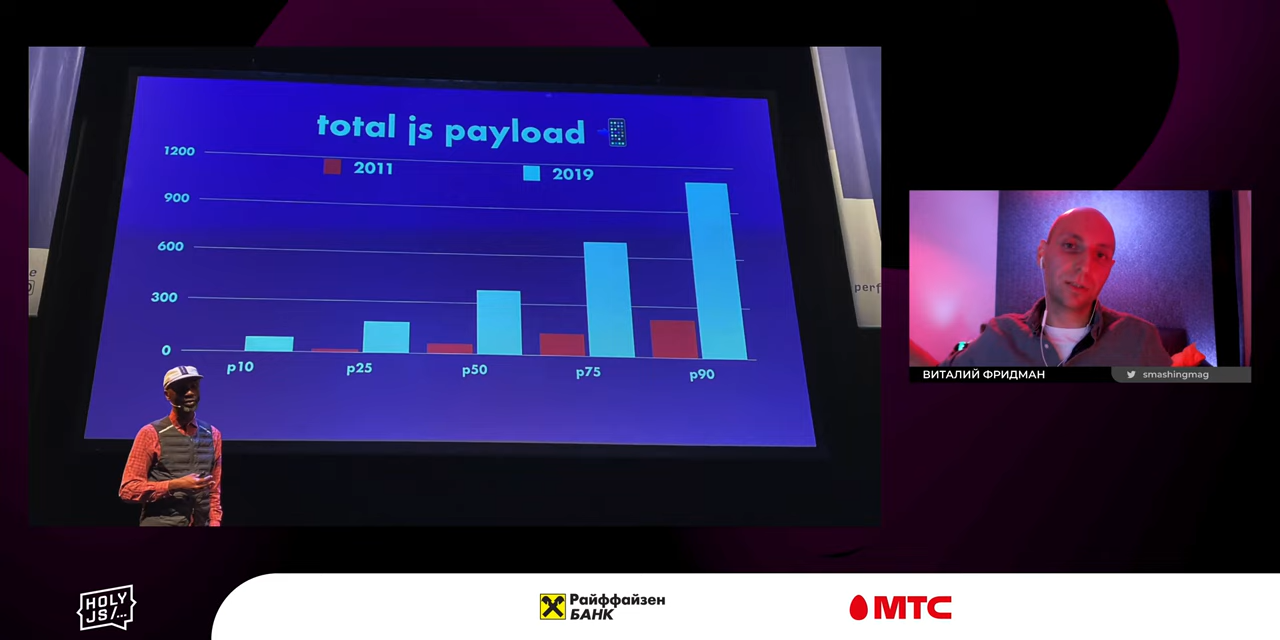 total js payload
2011
2019
1200
900
600
300
0
p10
p25
p50
p75
p90
e
perf
ВИТАЛИЙ ФРИДМАН
smashingmag
HOLY
JS/...
Райффайзен
БАНК
МТС